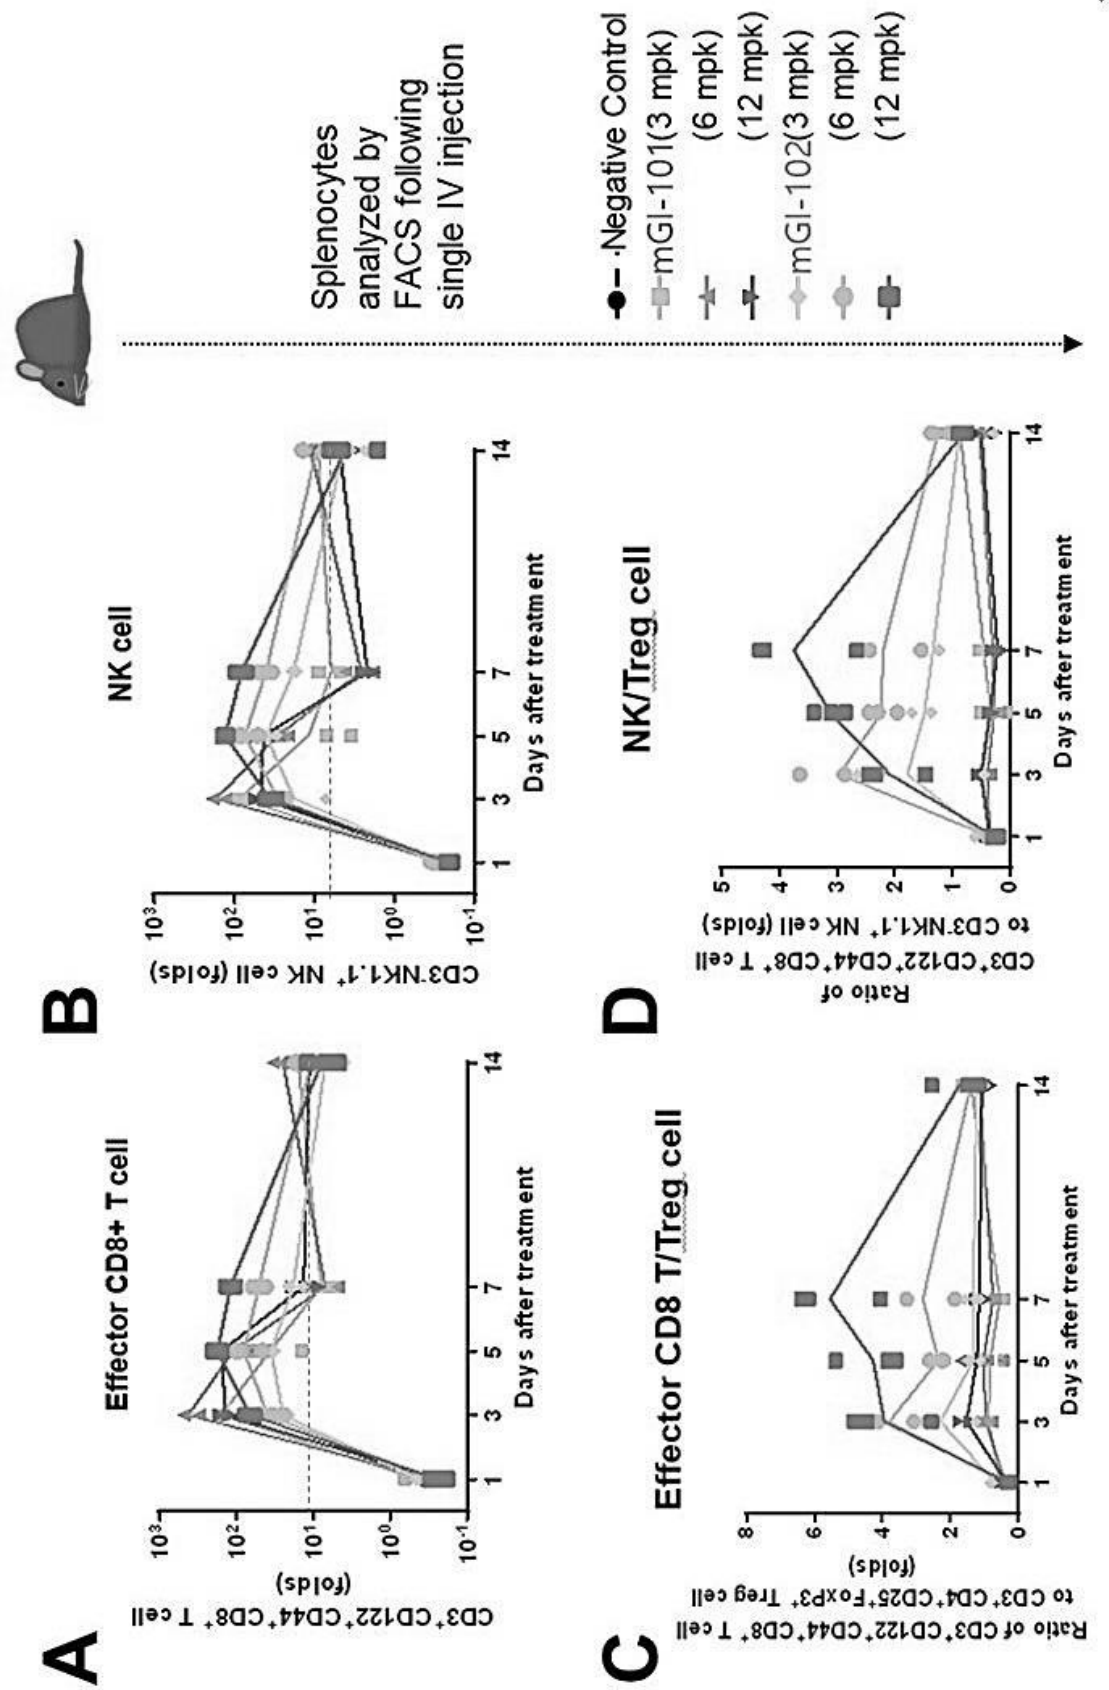 A
Effector CD8+ T cell
CD3⁺CD122⁺CD44⁺CD8⁺ T cell
(folds)
10³
10²
10¹
10⁰
10⁻¹
1
3
5
7
14
Days after treatment
B
NK cell
CD3⁻NK1.1⁺ NK cell (folds)
10³
10²
10¹
10⁰
10⁻¹
1
3
5
7
14
Days after treatment
Splenocytes
analyzed by
FACS following
single IV injection
C
Effector CD8 T/Treg cell
Ratio of CD3⁺CD122⁺CD44⁺CD8⁺ T cell
to CD3⁺CD4⁺CD25⁺FoxP3⁺ Treg cell
(folds)
8
6
4
2
0
1
3
5
7
14
Days after treatment
D
NK/Treg cell
Ratio of
CD3⁺CD122⁺CD44⁺CD8⁺ T cell
to CD3⁻NK1.1⁺ NK cell (folds)
5
4
3
2
1
0
1
3
5
7
14
Days after treatment
Negative Control
mGI-101(3 mpk)
(6 mpk)
(12 mpk)
mGI-102(3 mpk)
(6 mpk)
(12 mpk)